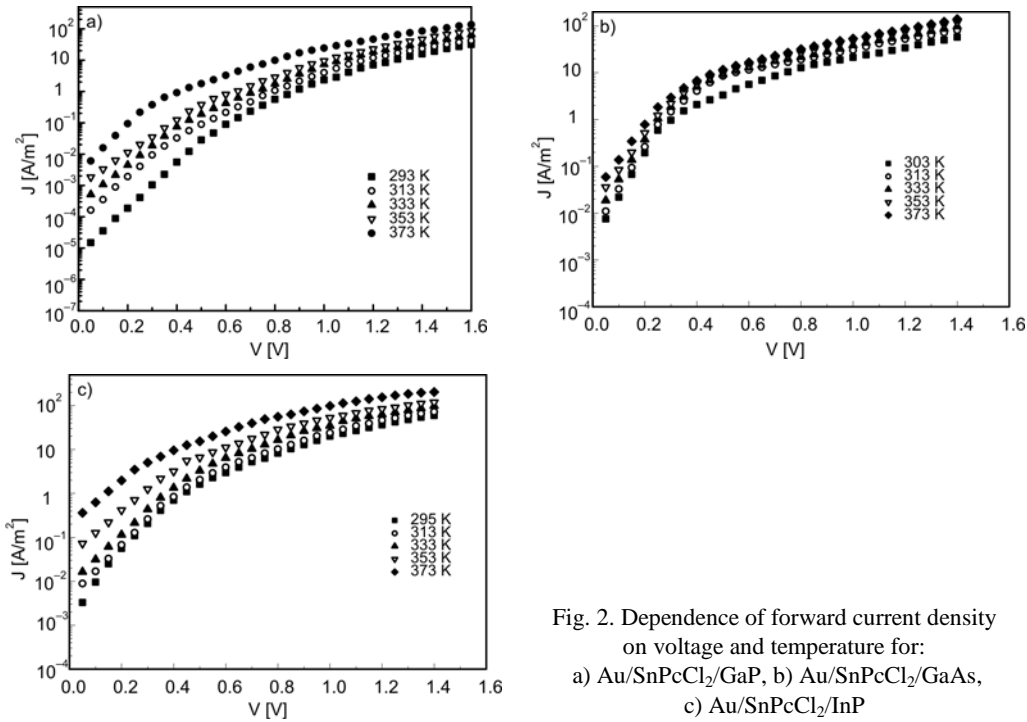 a)
J [A/m²]
10²
10
1
10⁻¹
10⁻²
10⁻³
10⁻⁴
10⁻⁵
10⁻⁶
10⁻⁷
293 K
313 K
333 K
353 K
373 K
0.0 0.2 0.4 0.6 0.8 1.0 1.2 1.4 1.6
V [V]
b)
J [A/m²]
10²
10
1
10⁻¹
10⁻²
10⁻³
10⁻⁴
303 K
313 K
333 K
353 K
373 K
0.0 0.2 0.4 0.6 0.8 1.0 1.2 1.4 1.6
V [V]
c)
J [A/m²]
10²
10
1
10⁻¹
10⁻²
10⁻³
10⁻⁴
295 K
313 K
333 K
353 K
373 K
0.0 0.2 0.4 0.6 0.8 1.0 1.2 1.4 1.6
V [V]
Fig. 2. Dependence of forward current density
on voltage and temperature for:
a) Au/SnPcCl₂/GaP, b) Au/SnPcCl₂/GaAs,
c) Au/SnPcCl₂/InP